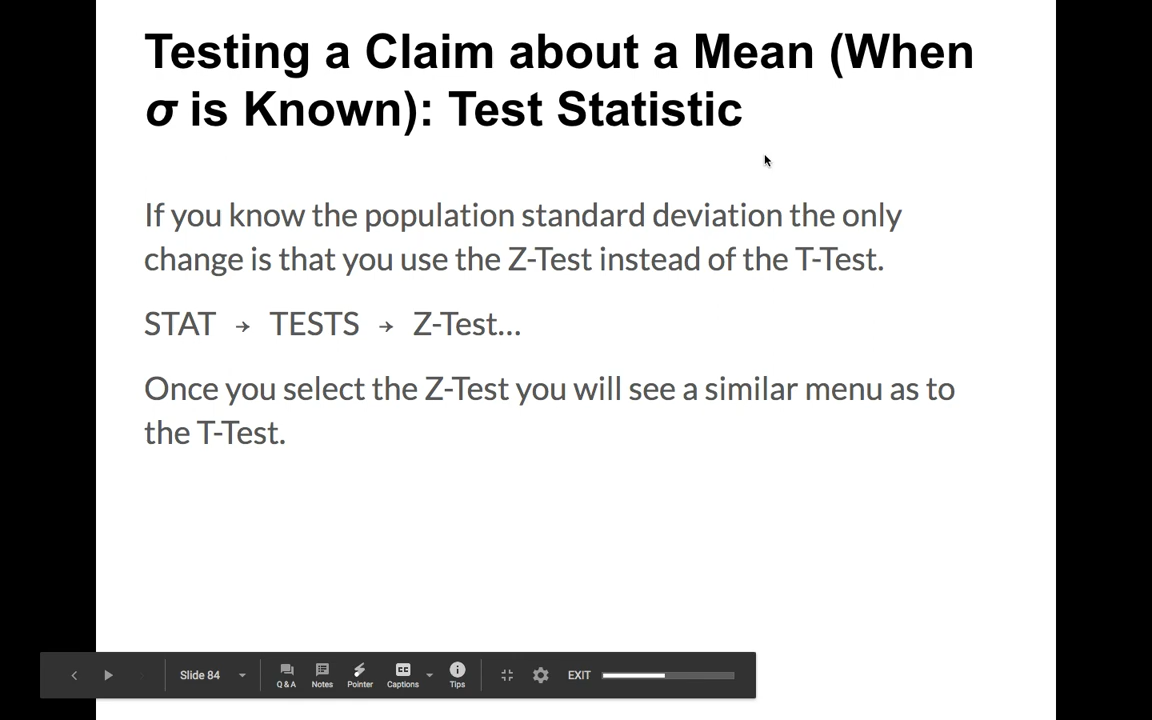 Testing a Claim about a Mean (When
σ is Known): Test Statistic
If you know the population standard deviation the only
change is that you use the Z-Test instead of the T-Test.
STAT → TESTS → Z-Test...
Once you select the Z-Test you will see a similar menu as to
the T-Test.
Slide 84 Q & A Notes Pointer Captions Tips EXIT